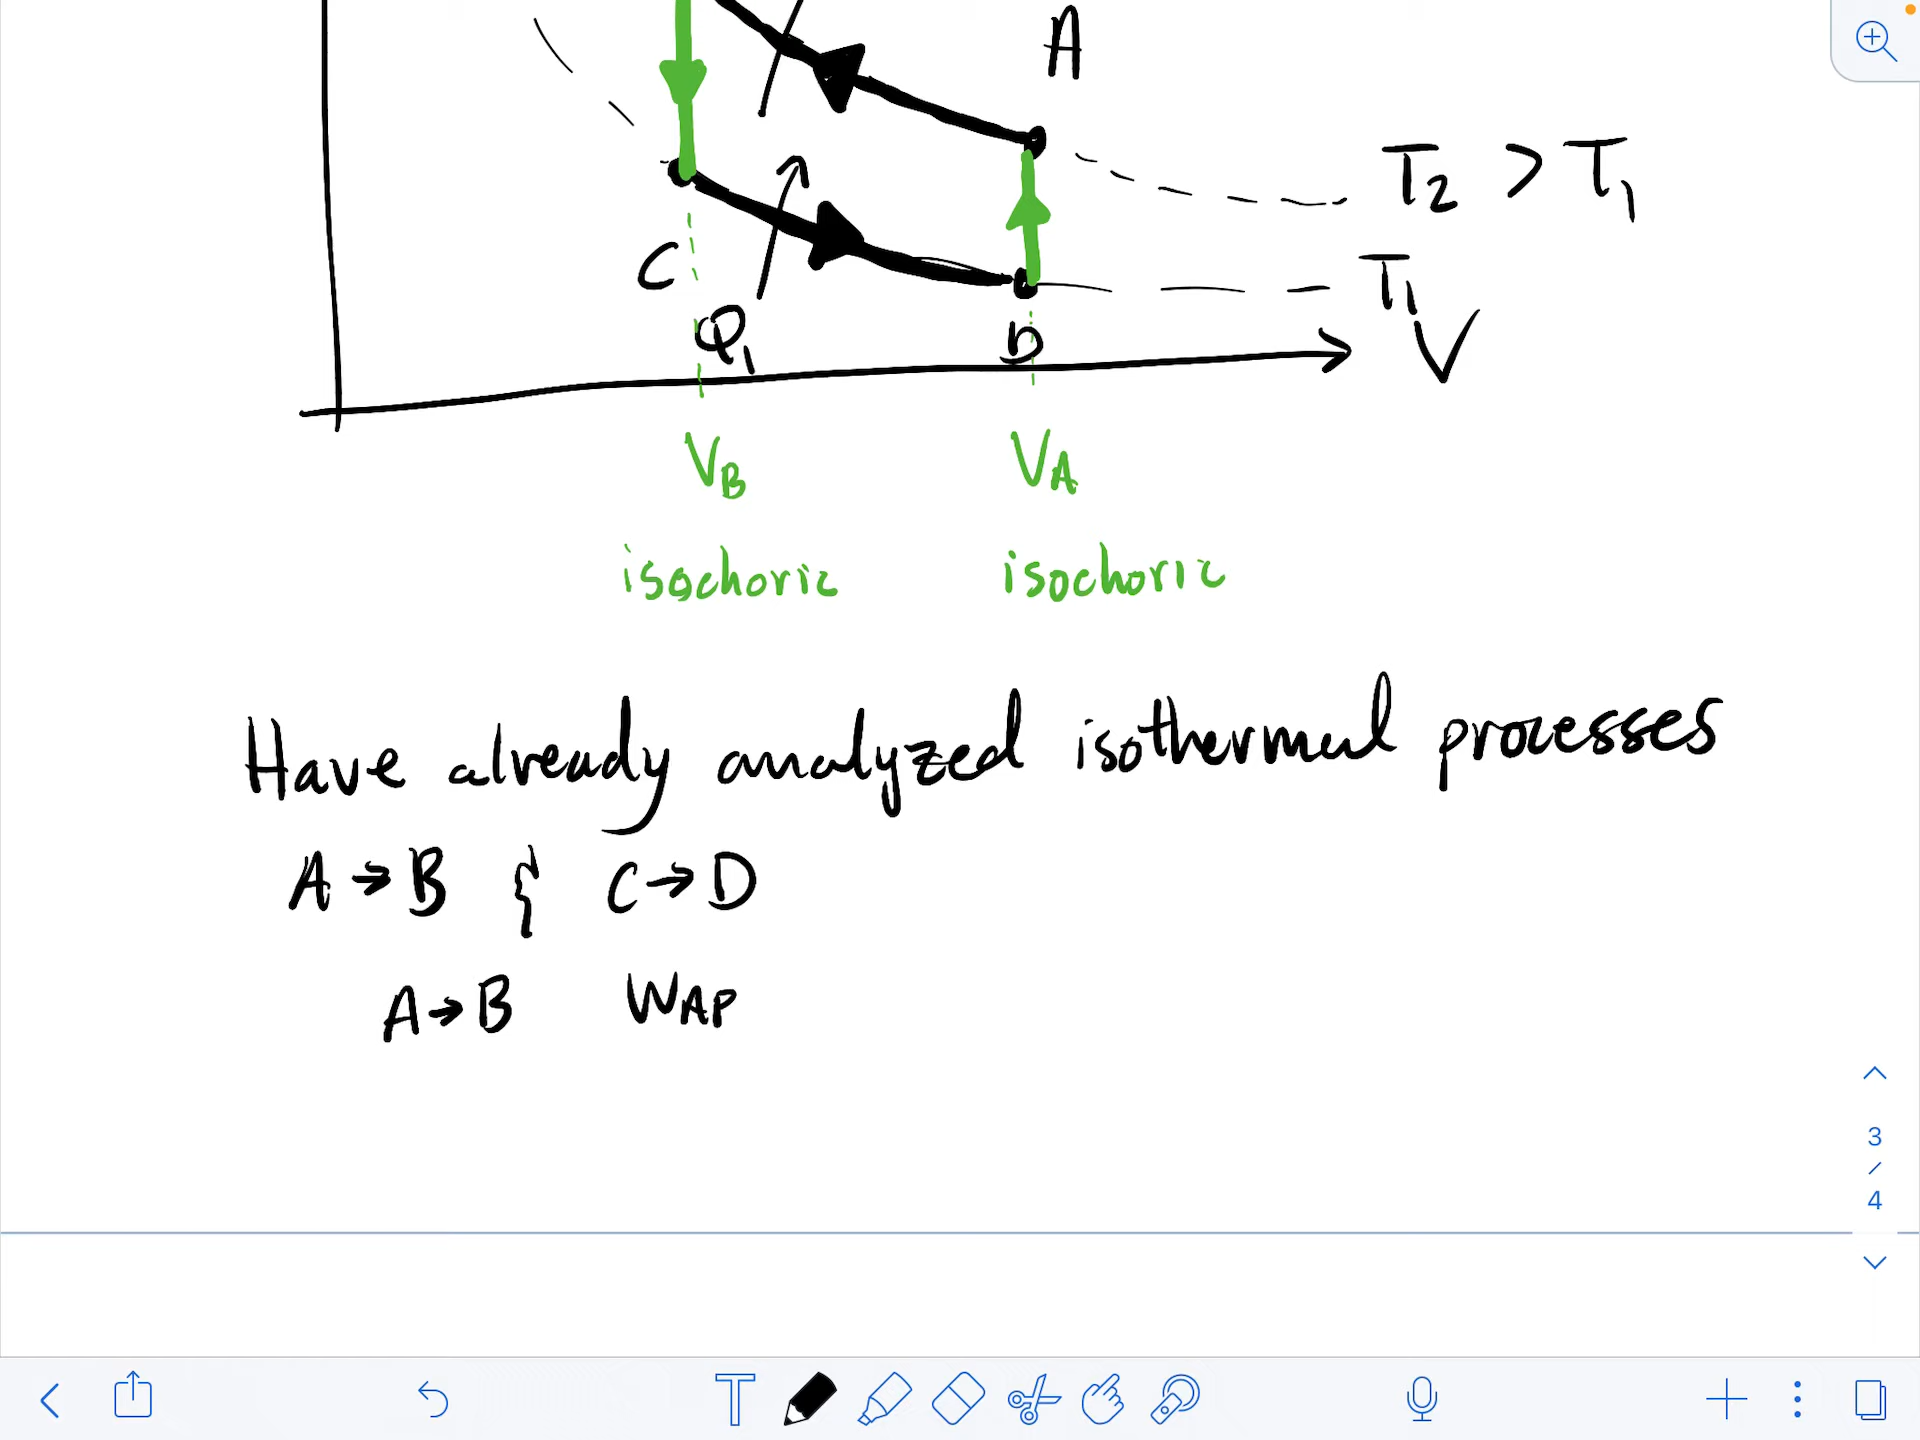 A
T₂ > T₁
C
T₁
Q₁
D
V
V_B
V_A
isochoric
isochoric
Have already analyzed isothermal processes
A → B & C → D
A → B W_AP
3
/
4
T